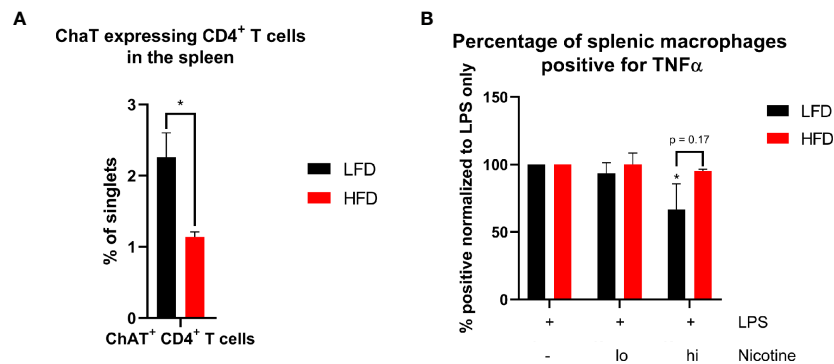 A
ChaT expressing CD4⁺ T cells
in the spleen
% of singlets
3
2
1
0
*
LFD
HFD
ChAT⁺ CD4⁺ T cells
B
Percentage of splenic macrophages
positive for TNFα
% positive normalized to LPS only
150
100
50
0
p = 0.17
*
LFD
HFD
+ + + LPS
- lo hi Nicotine